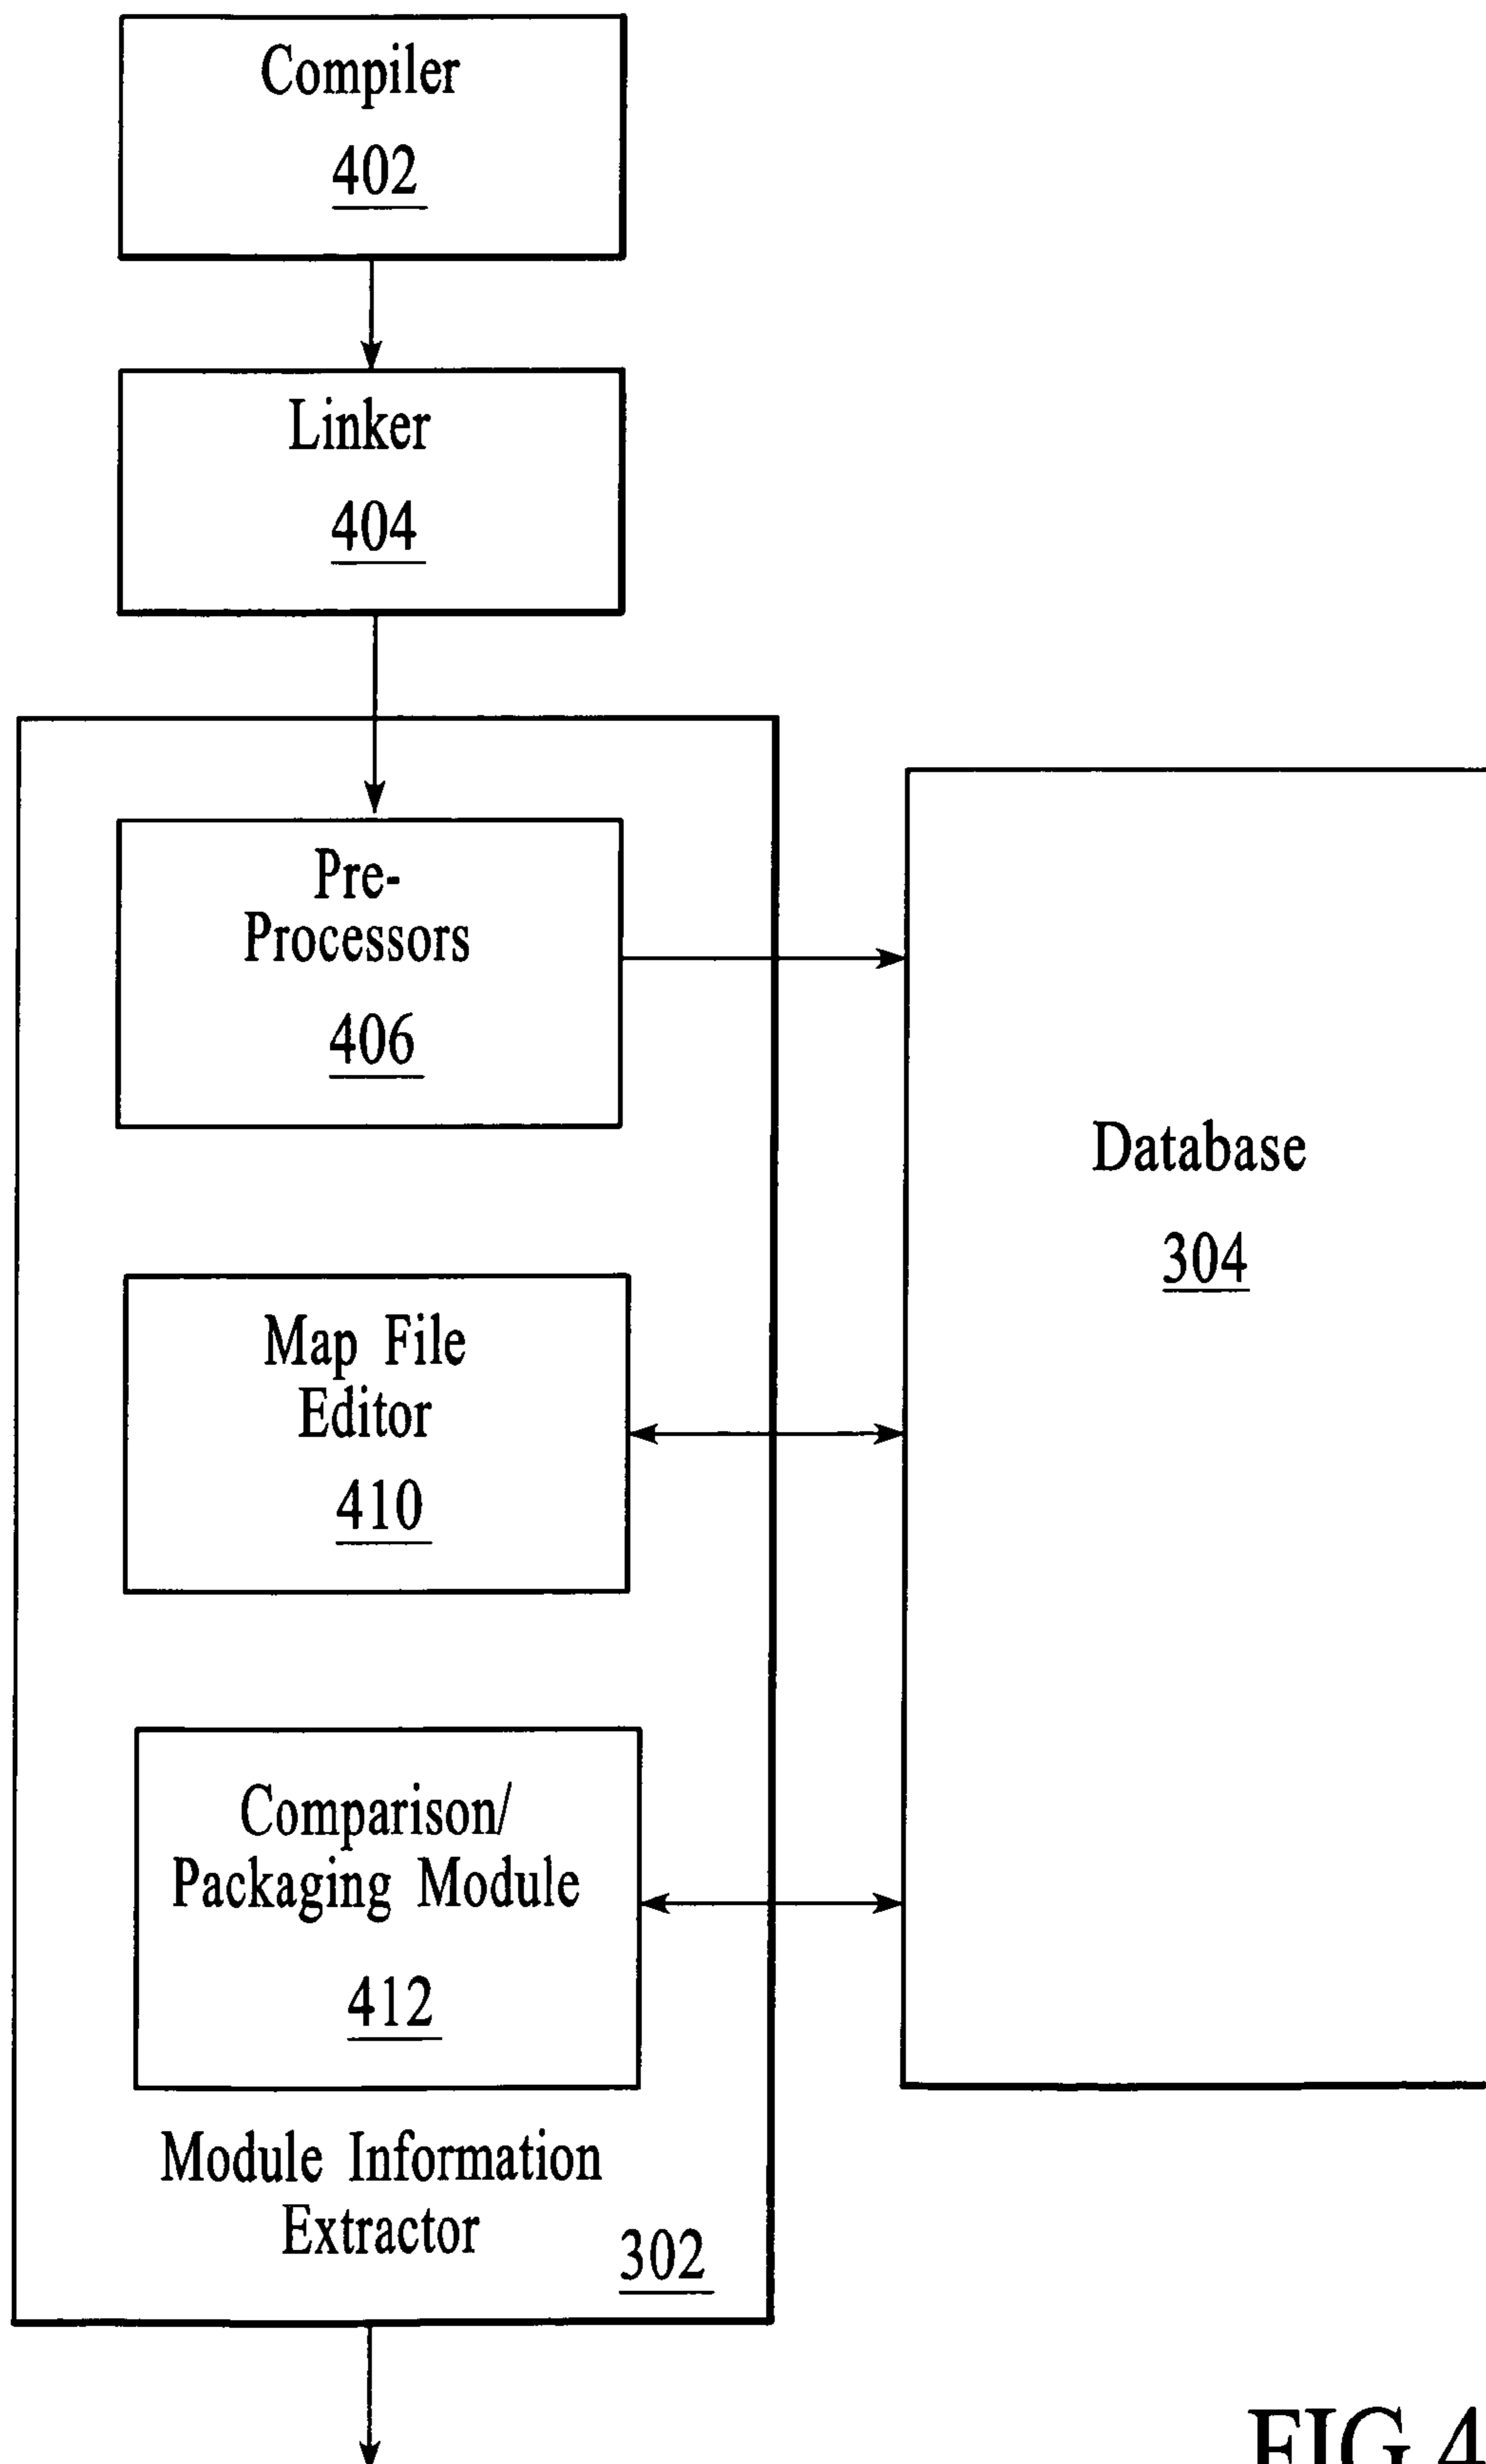 Compiler
402
Linker
404
Pre-
Processors
406
Database
304
Map File
Editor
410
Comparison/
Packaging Module
412
Module Information
Extractor
302
FIG.4